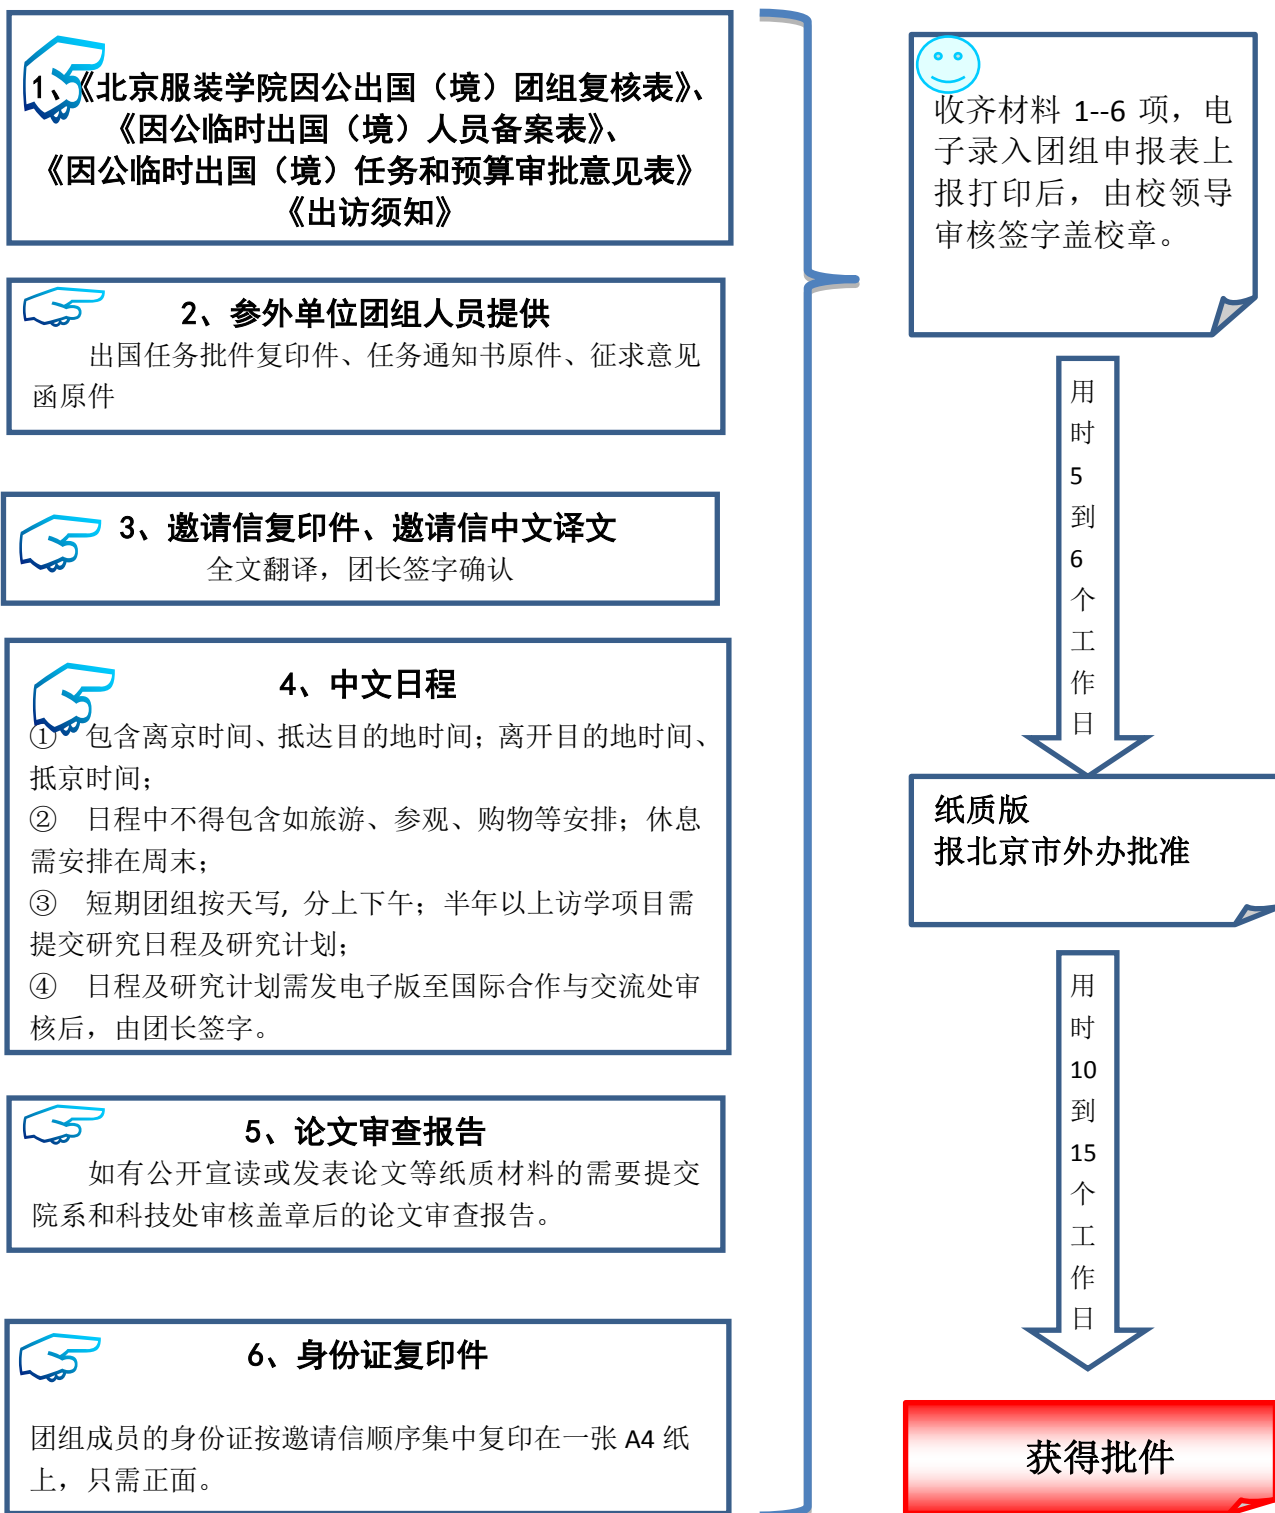 1、《北京服装学院因公出国（境）团组复核表》、
《因公临时出国（境）人员备案表》、
《因公临时出国（境）任务和预算审批意见表》
《出访须知》
2、参外单位团组人员提供
出国任务批件复印件、任务通知书原件、征求意见
函原件
3、邀请信复印件、邀请信中文译文
全文翻译，团长签字确认
4、中文日程
① 包含离京时间、抵达目的地时间；离开目的地时间、
抵京时间；
② 日程中不得包含如旅游、参观、购物等安排；休息
需安排在周末；
③ 短期团组按天写，分上下午；半年以上访学项目需
提交研究日程及研究计划；
④ 日程及研究计划需发电子版至国际合作与交流处审
核后，由团长签字。
5、论文审查报告
如有公开宣读或发表论文等纸质材料的需要提交
院系和科技处审核盖章后的论文审查报告。
6、身份证复印件
团组成员的身份证按邀请信顺序集中复印在一张 A4 纸
上，只需正面。
收齐材料 1--6 项，电
子录入团组申报表上
报打印后，由校领导
审核签字盖校章。
用
时
5
到
6
个
工
作
日
纸质版
报北京市外办批准
用
时
10
到
15
个
工
作
日
获得批件